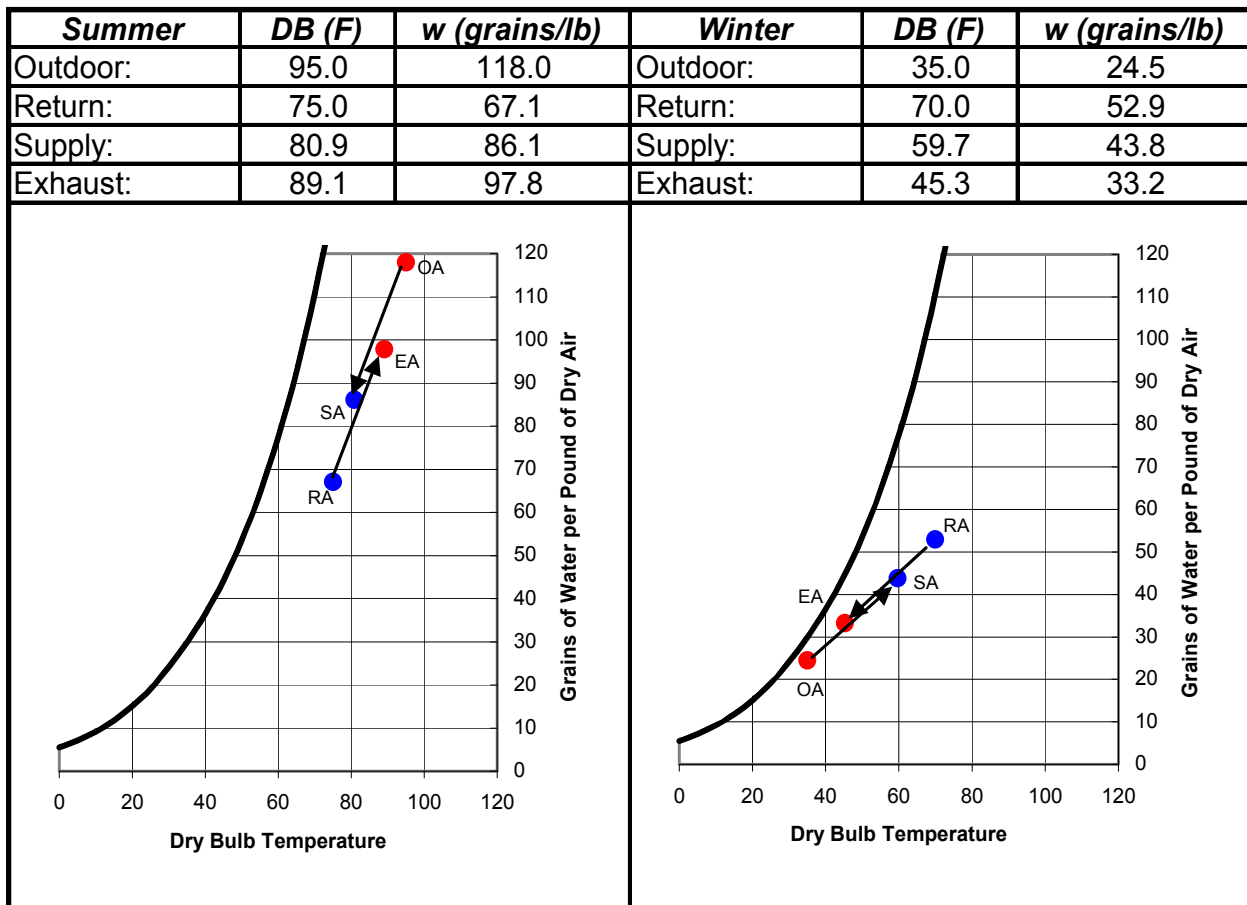 Summer DB (F) w (grains/lb) Winter DB (F) w (grains/lb)
Outdoor: 95.0 118.0 Outdoor: 35.0 24.5
Return: 75.0 67.1 Return: 70.0 52.9
Supply: 80.9 86.1 Supply: 59.7 43.8
Exhaust: 89.1 97.8 Exhaust: 45.3 33.2
OA
EA
SA
RA
120
110
100
90
80
70
60
50
40
30
20
10
0
Grains of Water per Pound of Dry Air
0 20 40 60 80 100 120
Dry Bulb Temperature
RA
SA
EA
OA
120
110
100
90
80
70
60
50
40
30
20
10
0
Grains of Water per Pound of Dry Air
0 20 40 60 80 100 120
Dry Bulb Temperature